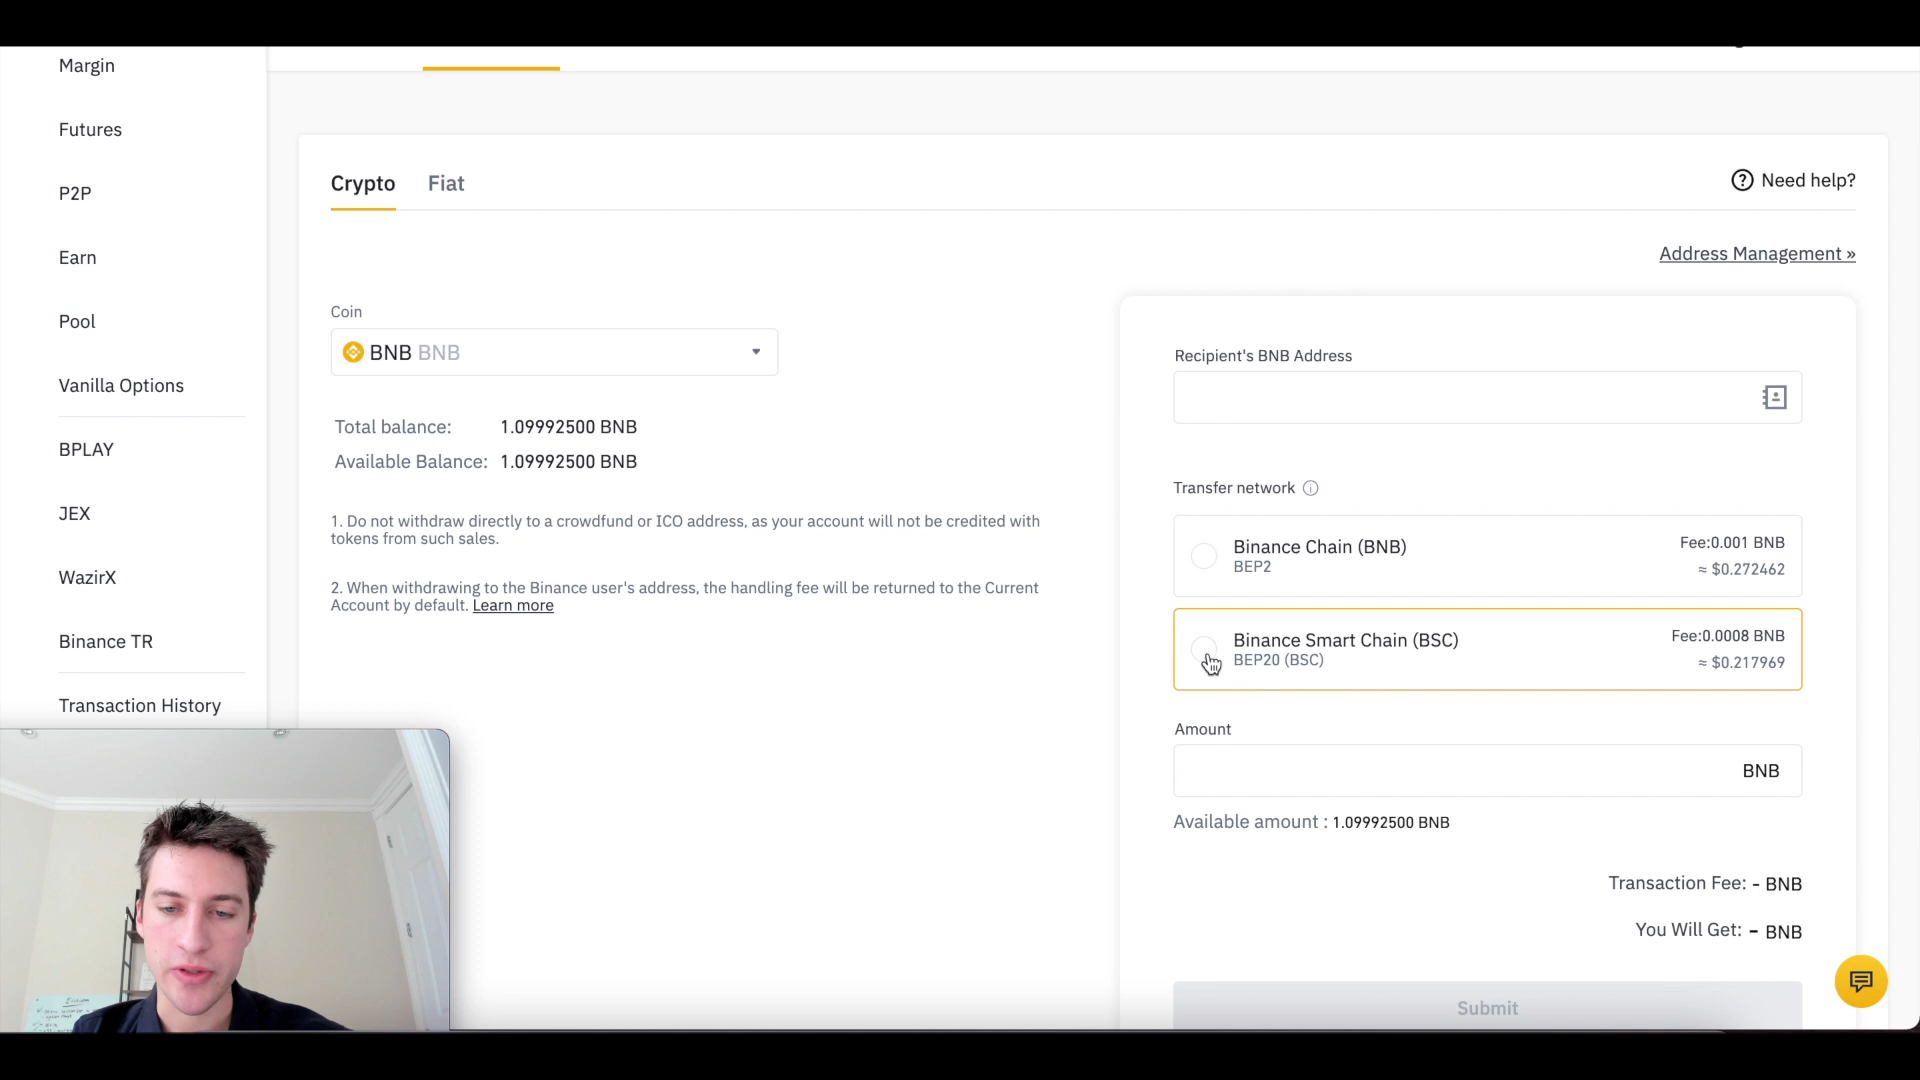 Margin
Futures
P2P
Earn
Pool
Vanilla Options
BPLAY
JEX
WazirX
Binance TR
Transaction History
Crypto
Fiat
Need help?
Address Management »
Coin
BNB BNB
Total balance: 1.09992500 BNB
Available Balance: 1.09992500 BNB
1. Do not withdraw directly to a crowdfund or ICO address, as your account will not be credited with
tokens from such sales.
2. When withdrawing to the Binance user's address, the handling fee will be returned to the Current
Account by default. Learn more
Recipient's BNB Address
Transfer network
Binance Chain (BNB)
BEP2
Fee:0.001 BNB
≈ $0.272462
Binance Smart Chain (BSC)
BEP20 (BSC)
Fee:0.0008 BNB
≈ $0.217969
Amount
BNB
Available amount : 1.09992500 BNB
Transaction Fee: - BNB
You Will Get: - BNB
Submit